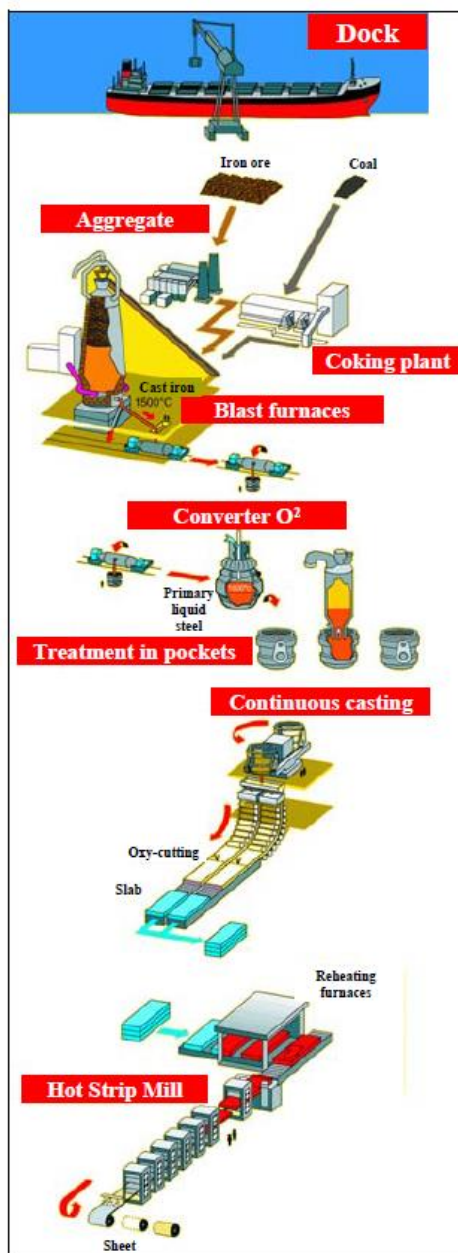 Dock
Iron ore
Coal
Aggregate
Coking plant
Cast iron
1500°C
Blast furnaces
Converter O²
Primary
liquid
steel
Treatment in pockets
Continuous casting
Oxy-cutting
Slab
Reheating
furnaces
Hot Strip Mill
Sheet